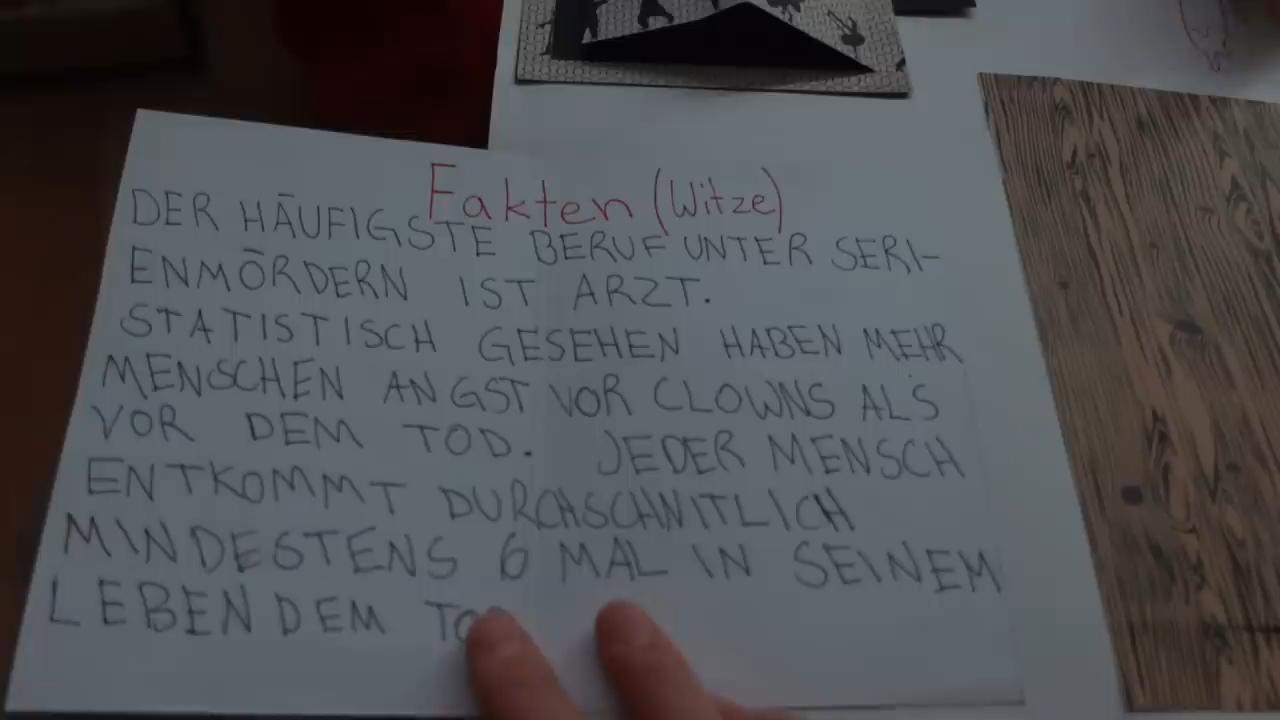 Fakten (Witze)
DER HÄUFIGSTE BERUF UNTER SERI-
ENMÖRDERN IST ARZT.
STATISTISCH GESEHEN HABEN MEHR
MENSCHEN ANGST VOR CLOWNS ALS
VOR DEM TOD. JEDER MENSCH
ENTKOMMT DURCHSCHNITLICH
MINDESTENS 6 MAL IN SEINEM
LEBEN DEM